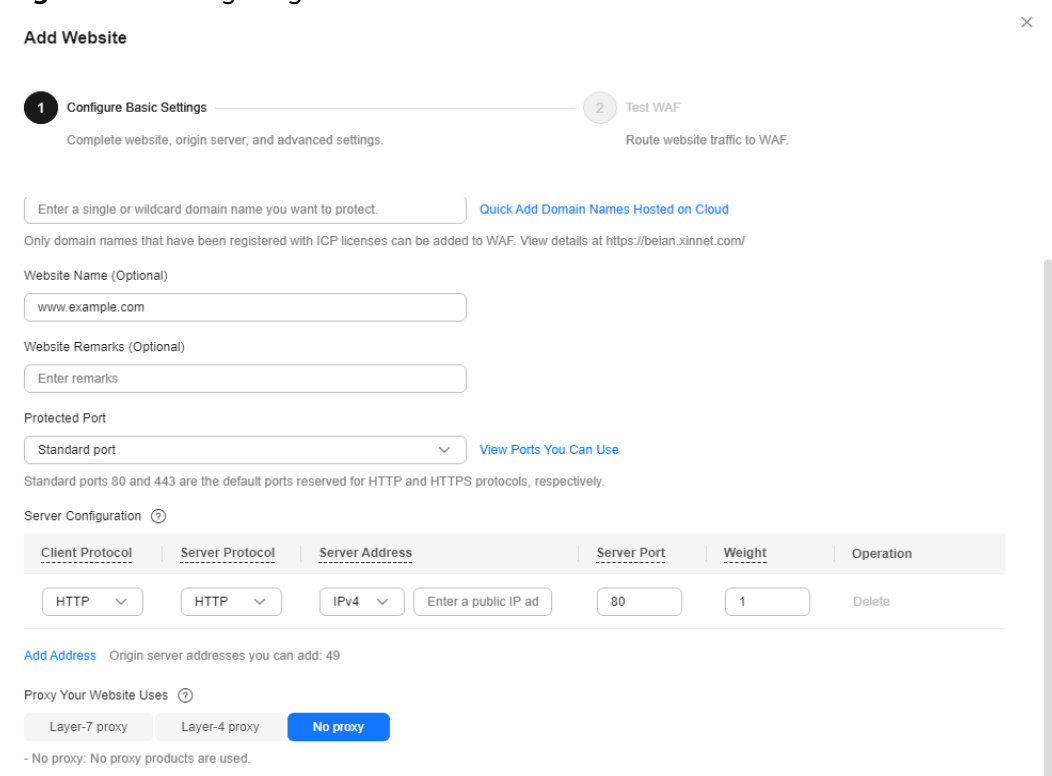 Add Website
1 Configure Basic Settings
2 Test WAF
Complete website, origin server, and advanced settings.
Route website traffic to WAF.
Enter a single or wildcard domain name you want to protect.
Quick Add Domain Names Hosted on Cloud
Only domain names that have been registered with ICP licenses can be added to WAF. View details at https://beian.xinnet.com/
Website Name (Optional)
www.example.com
Website Remarks (Optional)
Enter remarks
Protected Port
Standard port
View Ports You Can Use
Standard ports 80 and 443 are the default ports reserved for HTTP and HTTPS protocols, respectively.
Server Configuration ?
Client Protocol Server Protocol Server Address Server Port Weight Operation
HTTP HTTP IPv4 Enter a public IP ad 80 1 Delete
Add Address Origin server addresses you can add: 49
Proxy Your Website Uses ?
Layer-7 proxy Layer-4 proxy No proxy
- No proxy: No proxy products are used.